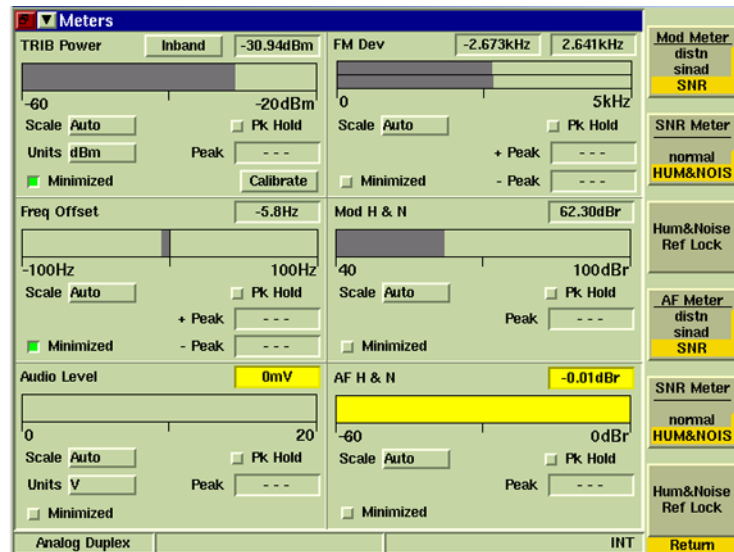 Meters
TRIB Power Inband -30.94dBm
-60 -20dBm
Scale Auto Pk Hold
Units dBm Peak - - -
Minimized Calibrate
FM Dev -2.673kHz 2.641kHz
0 5kHz
Scale Auto Pk Hold
+ Peak - - -
Minimized - Peak - - -
Freq Offset -5.8Hz
-100Hz 100Hz
Scale Auto Pk Hold
+ Peak - - -
Minimized - Peak - - -
Mod H & N 62.30dBr
40 100dBr
Scale Auto Pk Hold
Peak - - -
Minimized
Audio Level 0mV
0 20
Scale Auto Pk Hold
Units V Peak - - -
Minimized
AF H & N -0.01dBr
-60 0dBr
Scale Auto Pk Hold
Peak - - -
Minimized
Analog Duplex INT
Mod Meter
distn
sinad
SNR
SNR Meter
normal
HUM&NOIS
Hum&Noise
Ref Lock
AF Meter
distn
sinad
SNR
SNR Meter
normal
HUM&NOIS
Hum&Noise
Ref Lock
Return